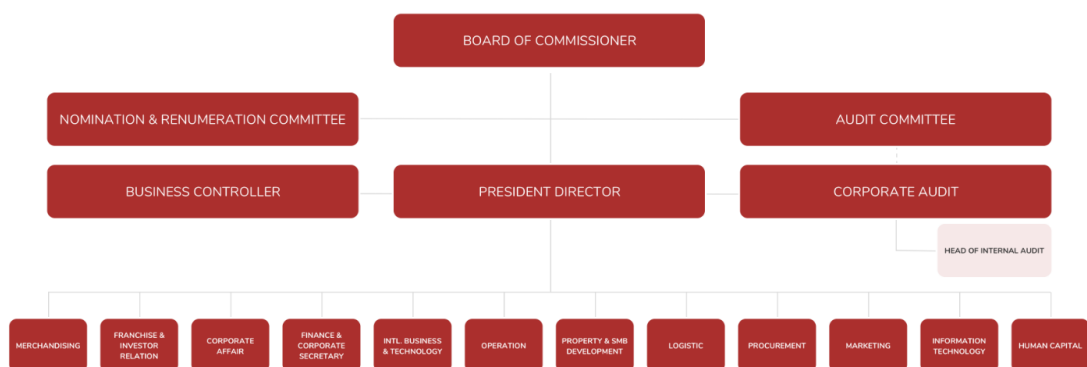 BOARD OF COMMISSIONER
NOMINATION & RENUMERATION COMMITTEE
AUDIT COMMITTEE
BUSINESS CONTROLLER
PRESIDENT DIRECTOR
CORPORATE AUDIT
HEAD OF INTERNAL AUDIT
MERCHANDISING
FRANCHISE &
INVESTOR
RELATION
CORPORATE
AFFAIR
FINANCE &
CORPORATE
SECRETARY
INTL. BUSINESS
& TECHNOLOGY
OPERATION
PROPERTY & SMB
DEVELOPMENT
LOGISTIC
PROCUREMENT
MARKETING
INFORMATION
TECHNOLOGY
HUMAN CAPITAL